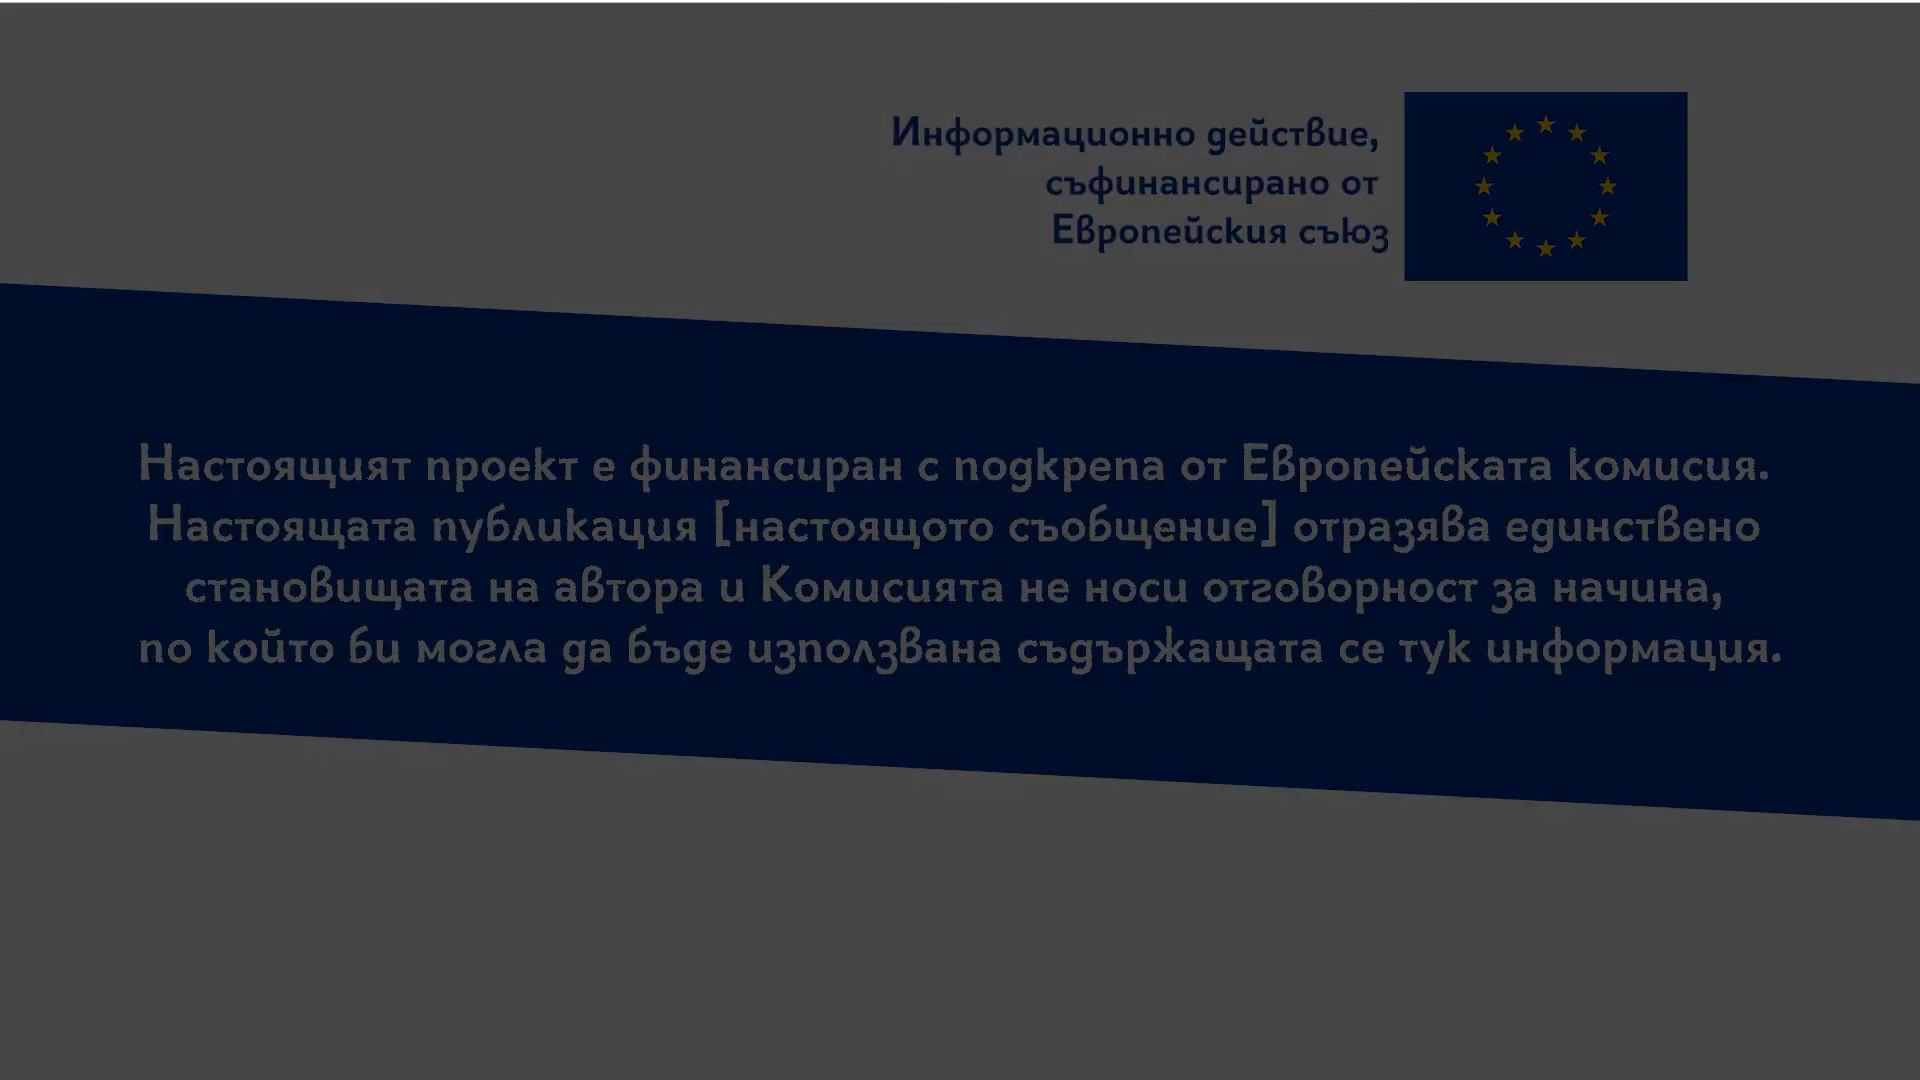 Информационно действие,
съфинансирано от
Европейския съюз
Настоящият проект е финансиран с подкрепа от Европейската комисия.
Настоящата публикация [настоящото съобщение] отразява единствено
становищата на автора и Комисията не носи отговорност за начина,
по който би могла да бъде използвана съдържащата се тук информация.